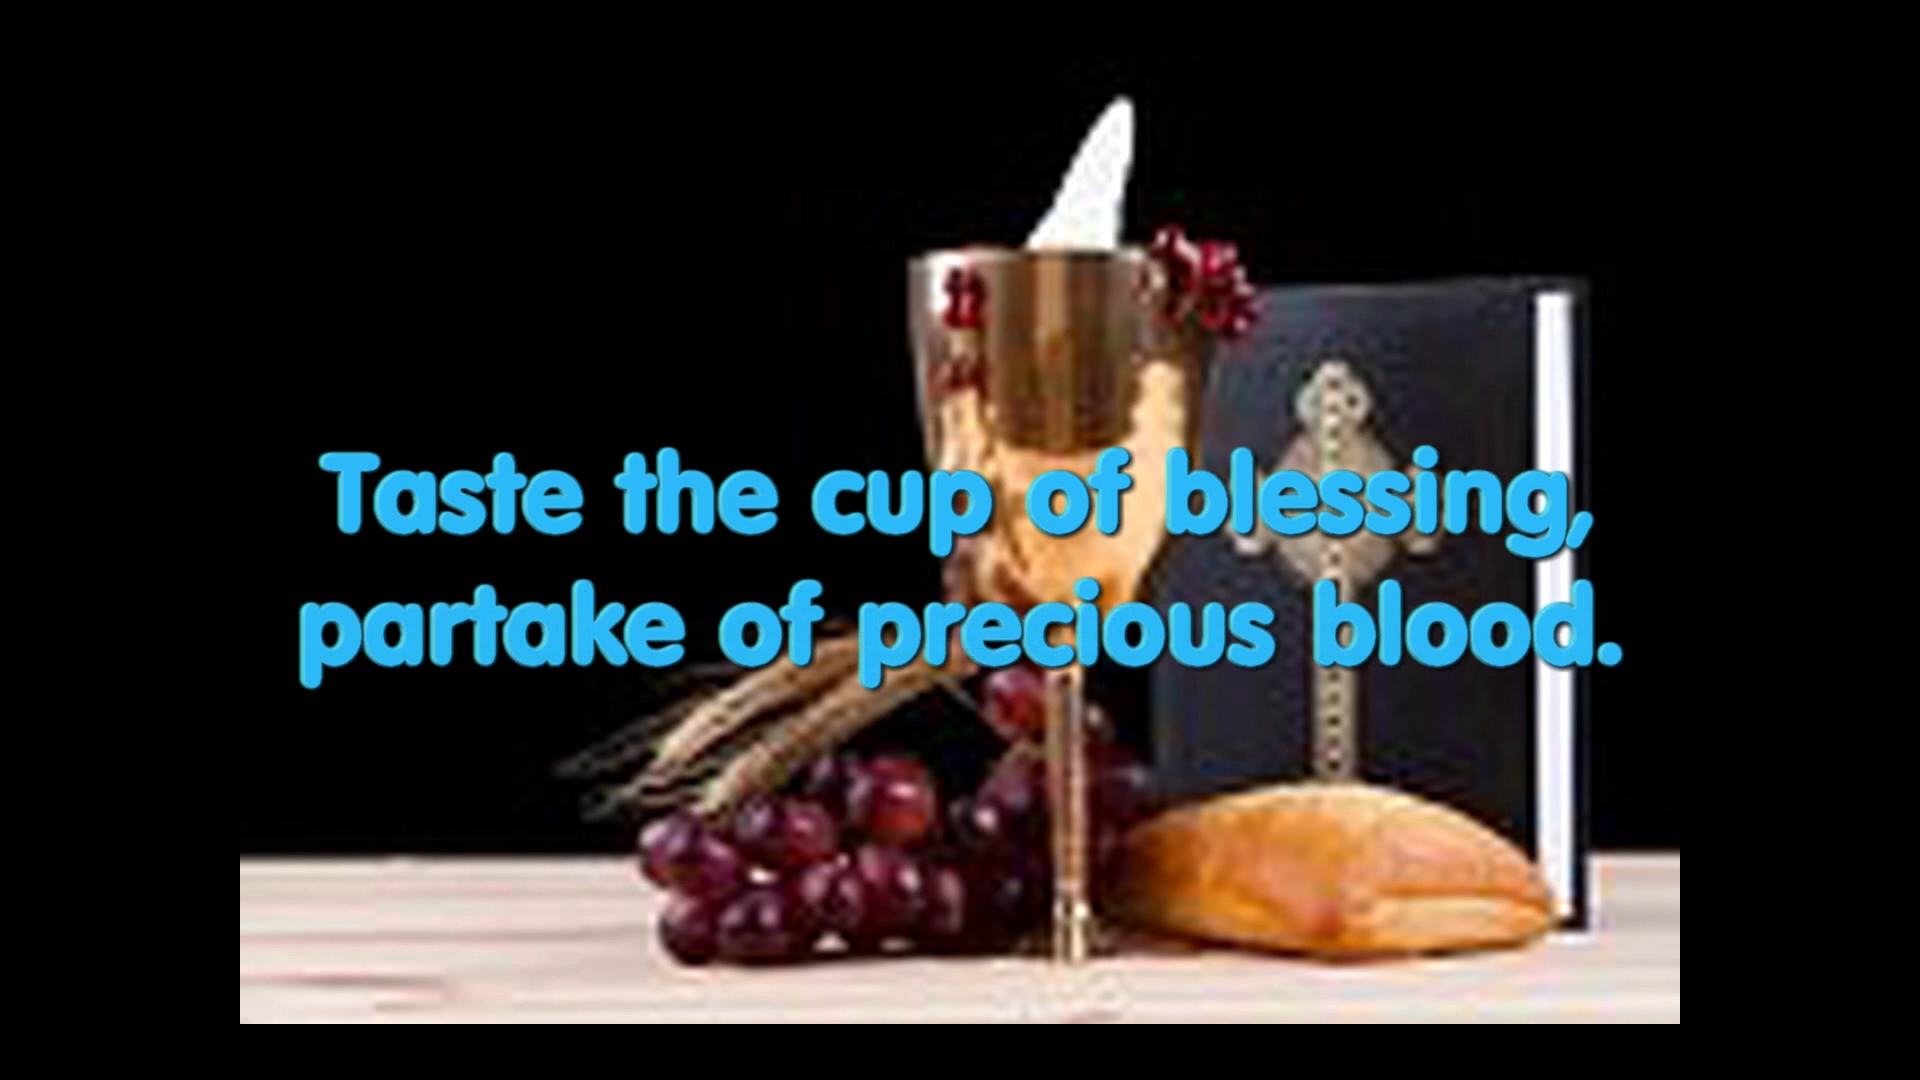 Taste the cup of blessing,
partake of precious blood.